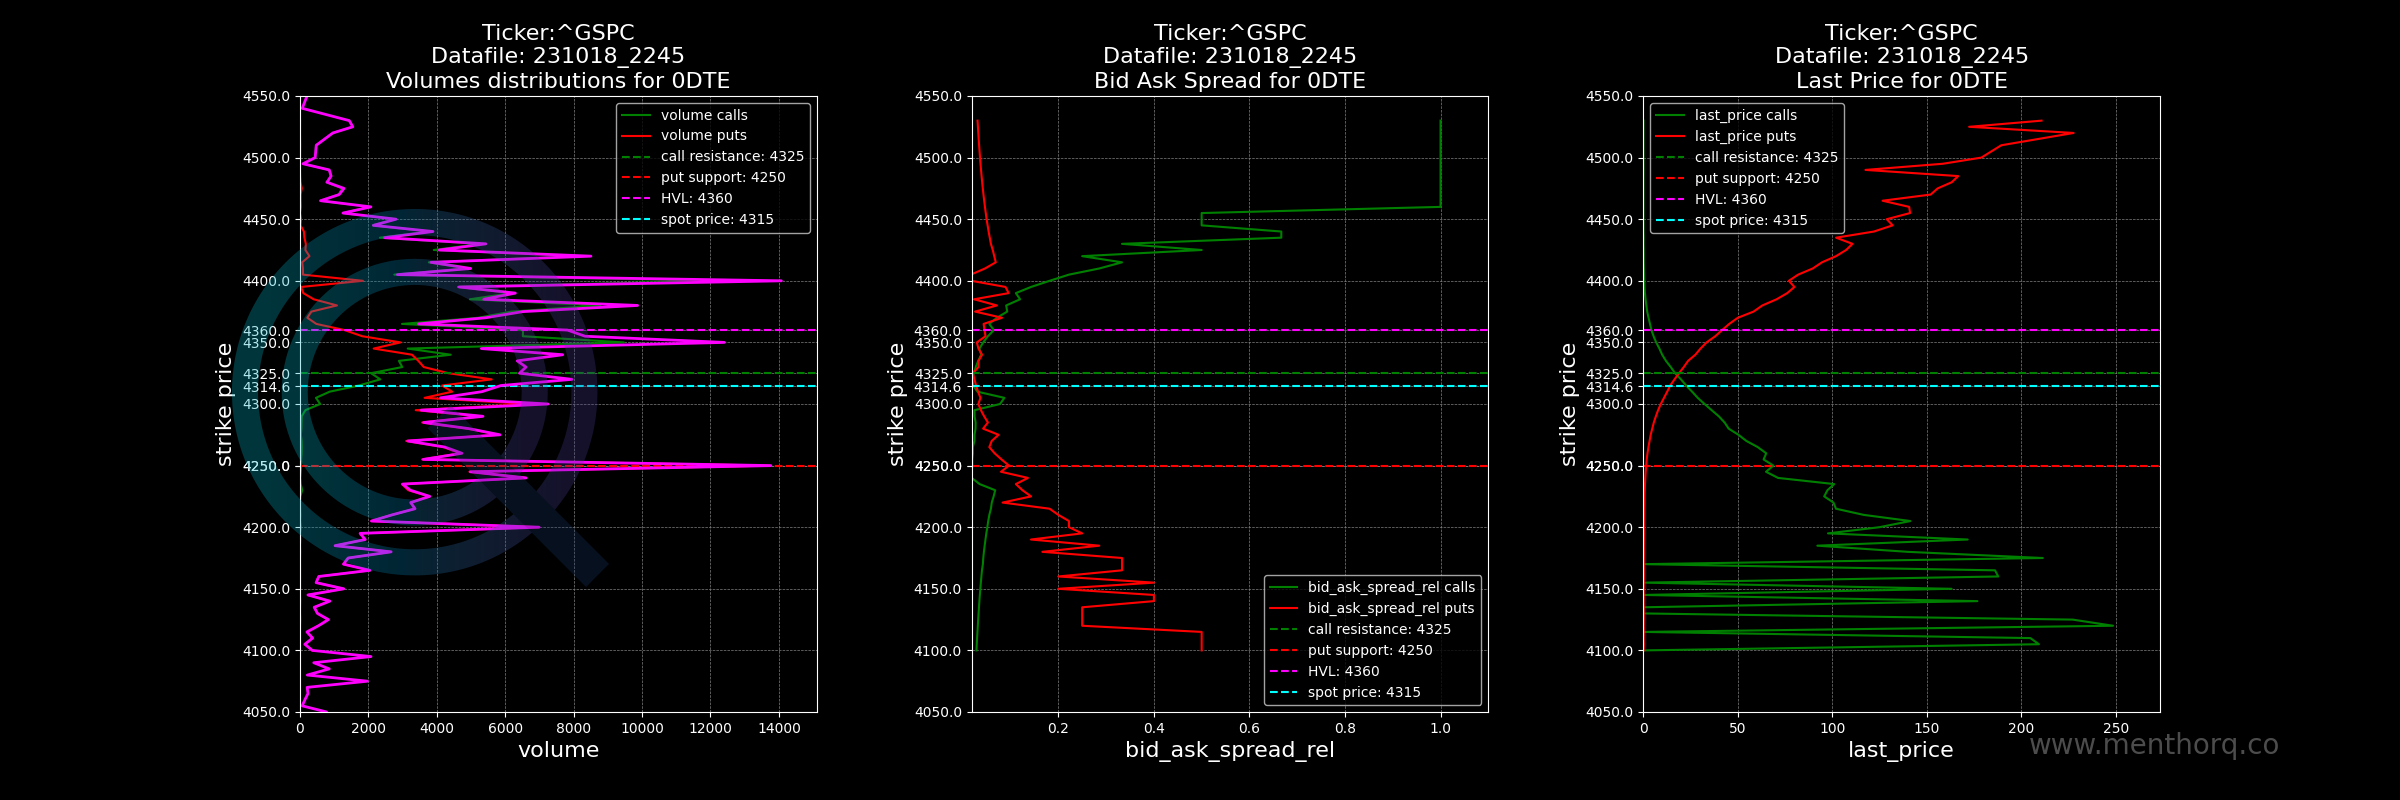 Ticker:^GSPC
Datafile: 231018_2245
Volumes distributions for 0DTE
4550.0
4500.0
4450.0
4400.0
4360.0
4350.0
4325.0
4314.6
4300.0
4250.0
4200.0
4150.0
4100.0
4050.0
strike price
volume calls
volume puts
call resistance: 4325
put support: 4250
HVL: 4360
spot price: 4315
0 2000 4000 6000 8000 10000 12000 14000
volume
Ticker:^GSPC
Datafile: 231018_2245
Bid Ask Spread for 0DTE
4550.0
4500.0
4450.0
4400.0
4360.0
4350.0
4325.0
4314.6
4300.0
4250.0
4200.0
4150.0
4100.0
4050.0
strike price
bid_ask_spread_rel calls
bid_ask_spread_rel puts
call resistance: 4325
put support: 4250
HVL: 4360
spot price: 4315
0.2 0.4 0.6 0.8 1.0
bid_ask_spread_rel
Ticker:^GSPC
Datafile: 231018_2245
Last Price for 0DTE
4550.0
4500.0
4450.0
4400.0
4360.0
4350.0
4325.0
4314.6
4300.0
4250.0
4200.0
4150.0
4100.0
4050.0
strike price
last_price calls
last_price puts
call resistance: 4325
put support: 4250
HVL: 4360
spot price: 4315
0 50 100 150 200 250
last_price
www.menthorq.co